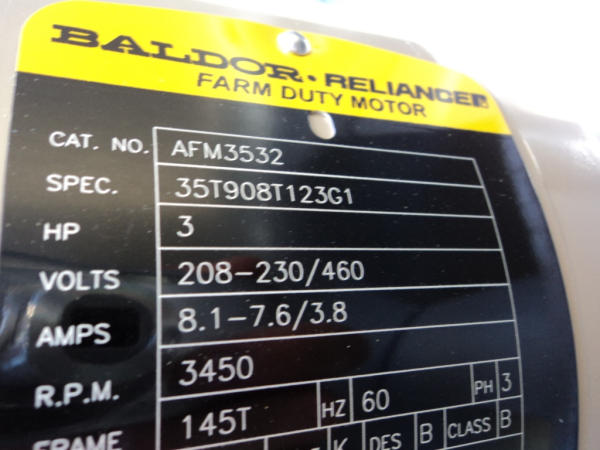 BALDOR • RELIANCER
FARM DUTY MOTOR
CAT. NO. AFM3532
SPEC. 35T908T123G1
HP 3
VOLTS 208-230/460
AMPS 8.1-7.6/3.8
R.P.M. 3450
FRAME 145T HZ 60 PH 3
K DES B CLASS B